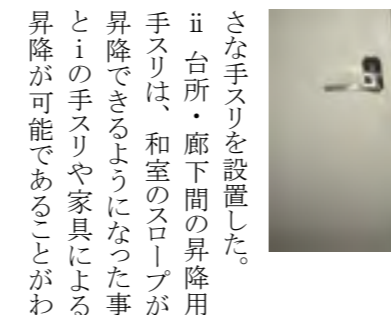 さな手スリを設置した。
ⅱ 台所・廊下間の昇降用
手スリは、和室のスロープが
昇降できるようになった事
とⅰの手スリや家具による
昇降が可能であることがわ